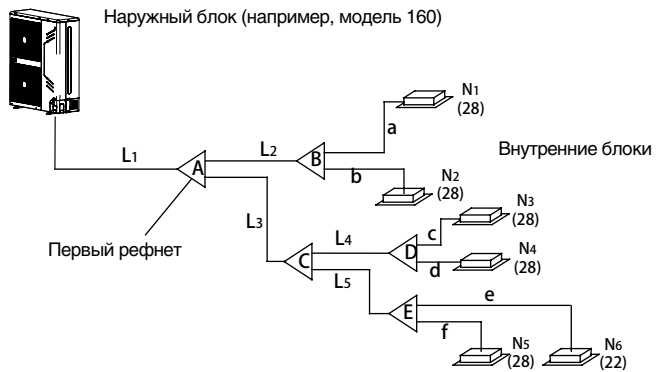 Наружный блок (например, модель 160)
N1
(28)
a
L1
A
L2
B
Внутренние блоки
b
N2
(28)
L3
N3
(28)
Первый рефнет
L4
c
C
D
N4
(28)
d
L5
e
E
f
N5
(28)
N6
(22)